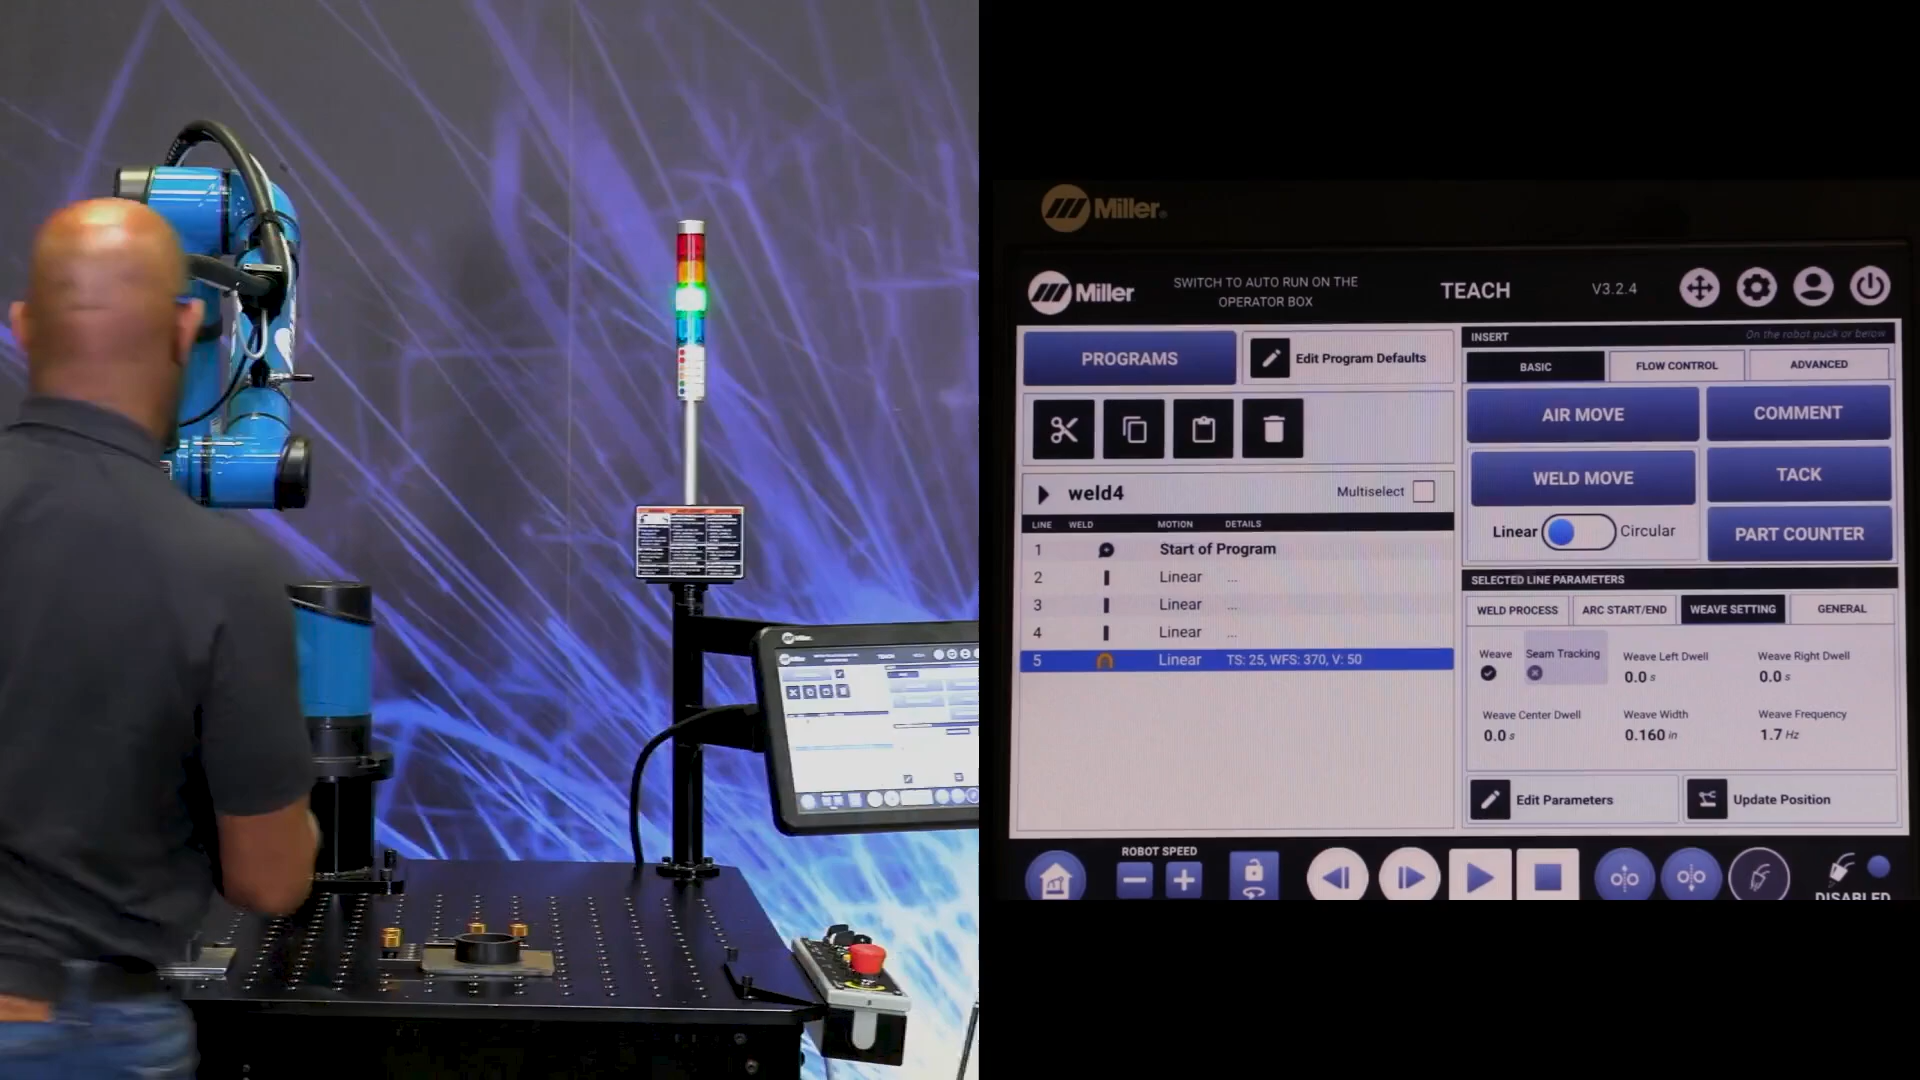 Miller
Miller
SWITCH TO AUTO RUN ON THE
OPERATOR BOX
TEACH
V3.2.4
PROGRAMS
Edit Program Defaults
INSERT
On the robot puck or below
BASIC
FLOW CONTROL
ADVANCED
AIR MOVE
COMMENT
WELD MOVE
TACK
Linear
Circular
PART COUNTER
weld4
Multiselect
LINE WELD MOTION DETAILS
1 Start of Program
2 Linear ...
3 Linear ...
4 Linear ...
5 Linear TS: 25, WFS: 370, V: 50
SELECTED LINE PARAMETERS
WELD PROCESS
ARC START/END
WEAVE SETTING
GENERAL
Weave
Seam Tracking
Weave Left Dwell
0.0 s
Weave Right Dwell
0.0 s
Weave Center Dwell
0.0 s
Weave Width
0.160 in
Weave Frequency
1.7 Hz
Edit Parameters
Update Position
ROBOT SPEED
DISABLED
Miller
TEACH